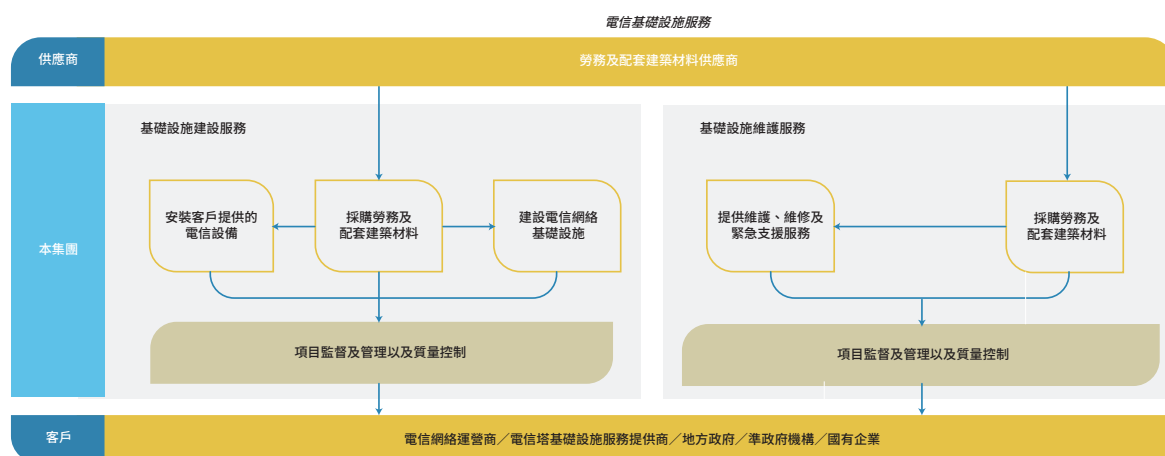 電信基礎設施服務
供應商
勞務及配套建築材料供應商
本集團
基礎設施建設服務
安裝客戶提供的
電信設備
採購勞務及
配套建築材料
建設電信網絡
基礎設施
項目監督及管理以及質量控制
基礎設施維護服務
提供維護、維修及
緊急支援服務
採購勞務及
配套建築材料
項目監督及管理以及質量控制
客戶
電信網絡運營商／電信塔基礎設施服務提供商／地方政府／準政府機構／國有企業